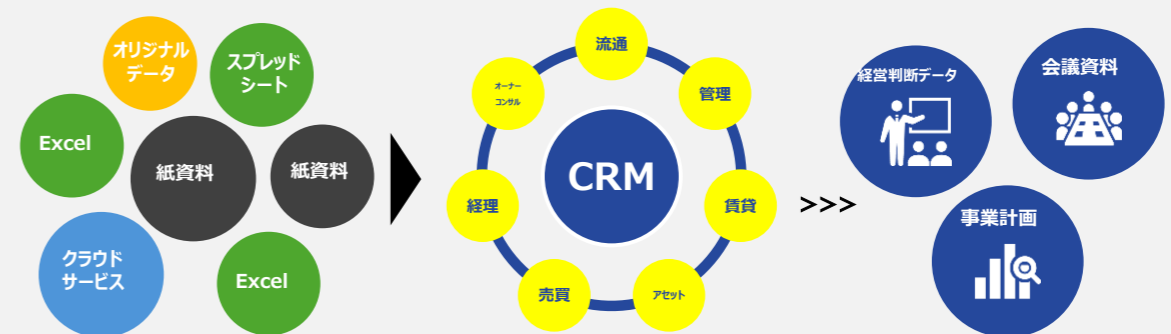 オリジナル
データ
スプレッド
シート
Excel
紙資料
紙資料
クラウド
サービス
Excel
流通
オーナー
コンサル
管理
CRM
経理
賃貸
売買
アセット
>>>
経営判断データ
会議資料
事業計画